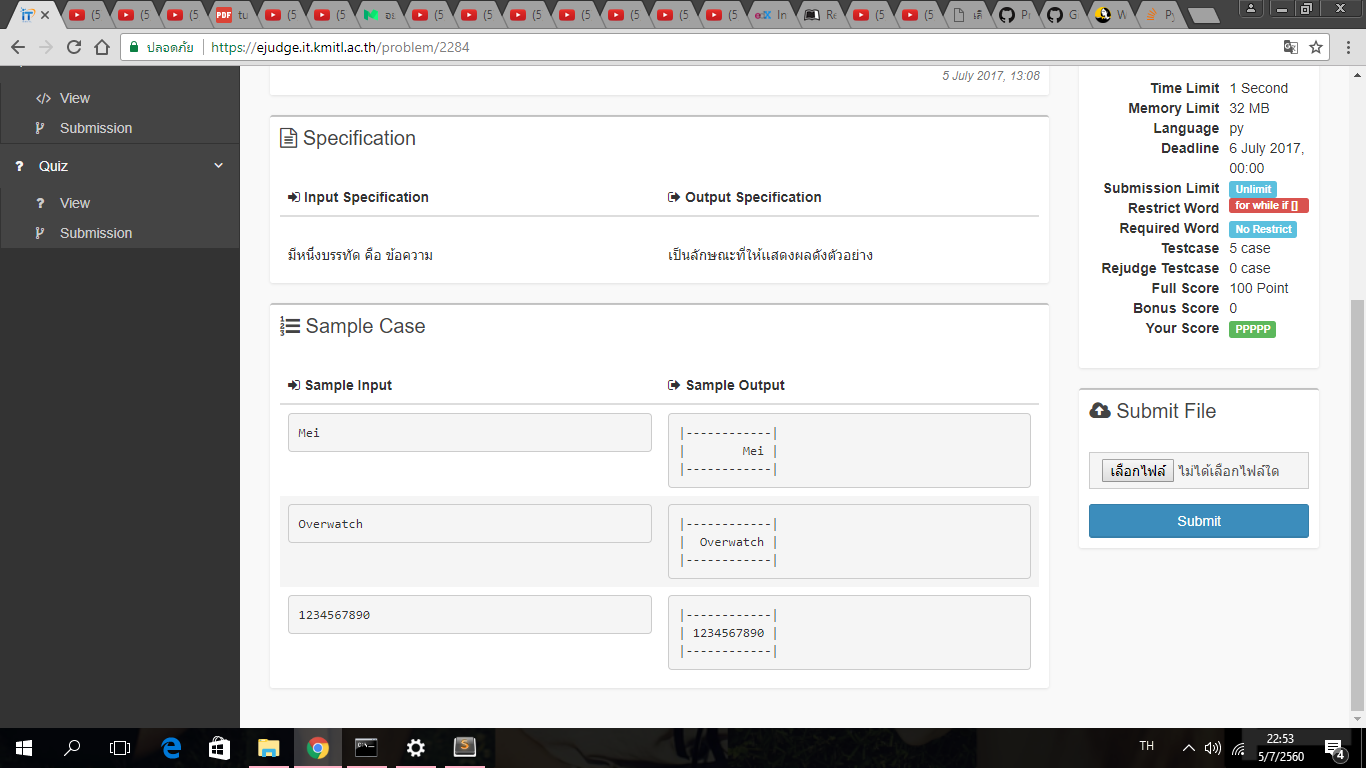 (5
(5
(5
tu
(5
(5
(5
(5
(5
(5
(5
(5
(5
In
Re
(5
(5
เลี
Pr
G
W
Py
ปลอดภัย https://ejudge.it.kmitl.ac.th/problem/2284
View
Submission
? Quiz
? View
Submission
5 July 2017, 13:08
Specification
Input Specification Output Specification
มีหนึ่งบรรทัด คือ ข้อความ เป็นลักษณะที่ให้แสดงผลดังตัวอย่าง
Sample Case
Sample Input Sample Output
Mei
|------------|
|        Mei |
|------------|
Overwatch
|------------|
|  Overwatch |
|------------|
1234567890
|------------|
| 1234567890 |
|------------|
Time Limit 1 Second
Memory Limit 32 MB
Language py
Deadline 6 July 2017,
00:00
Submission Limit Unlimit
Restrict Word for while if []
Required Word No Restrict
Testcase 5 case
Rejudge Testcase 0 case
Full Score 100 Point
Bonus Score 0
Your Score PPPPP
Submit File
เลือกไฟล์ ไม่ได้เลือกไฟล์ใด
Submit
TH
22:53
5/7/2560
4